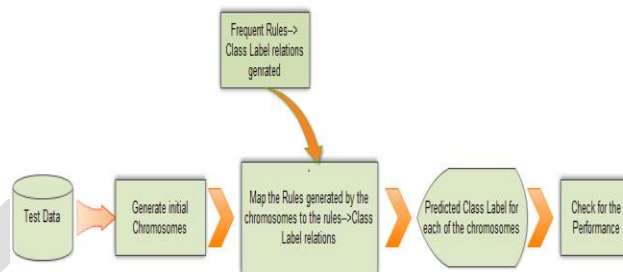 Frequent Rules-->
Class Label relations
genrated
Test Data
Generate initial
Chromosomes
Map the Rules generated by the
chromosomes to the rules-->Class
Label relations
Predicted Class Label for
each of the chromosomes
Check for the
Performance